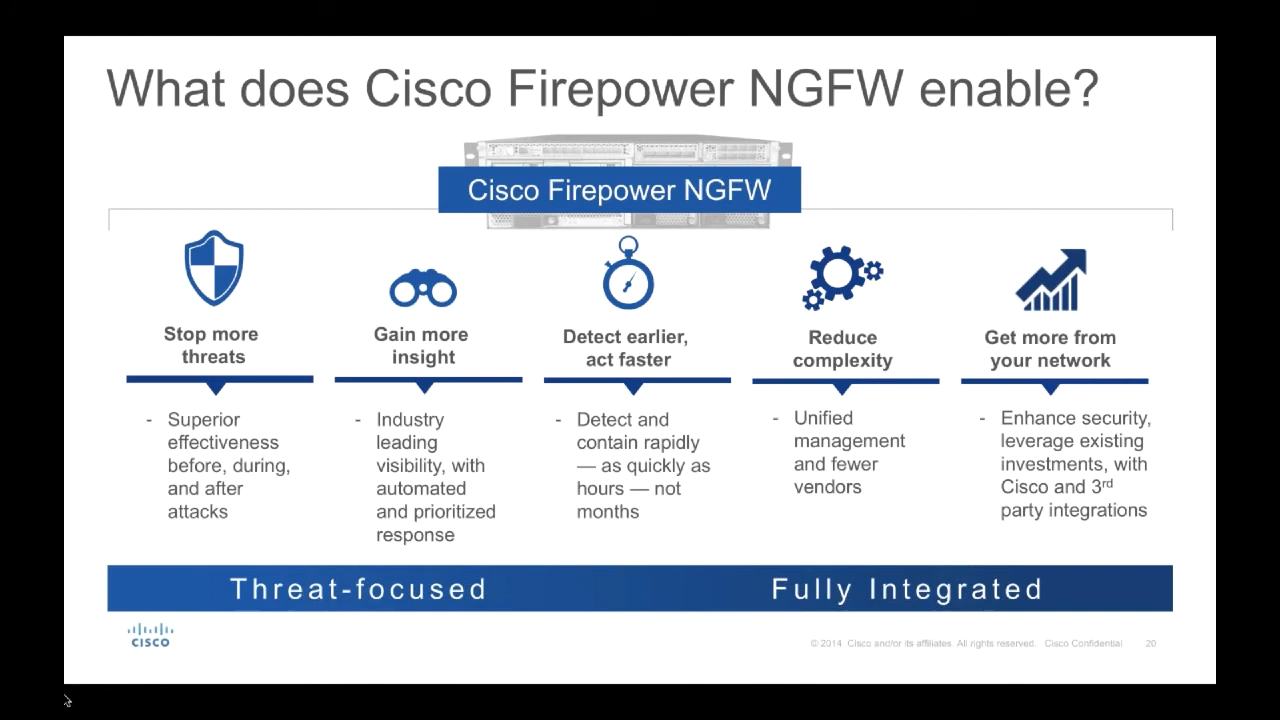 What does Cisco Firepower NGFW enable?
Cisco Firepower NGFW
Stop more
threats
- Superior
effectiveness
before, during,
and after
attacks
Gain more
insight
- Industry
leading
visibility, with
automated
and prioritized
response
Detect earlier,
act faster
- Detect and
contain rapidly
— as quickly as
hours — not
months
Reduce
complexity
- Unified
management
and fewer
vendors
Get more from
your network
- Enhance security,
leverage existing
investments, with
Cisco and 3rd
party integrations
Threat-focused
Fully Integrated
CISCO
© 2014 Cisco and/or its affiliates. All rights reserved. Cisco Confidential 20